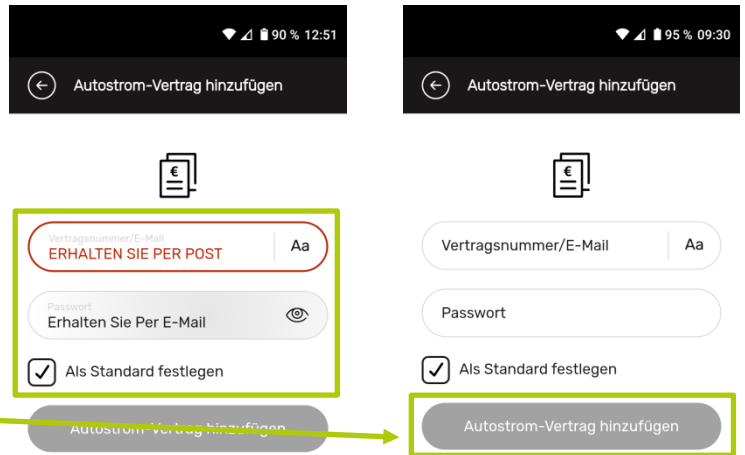 90 % 12:51
Autostrom-Vertrag hinzufügen
€
Vertragsnummer/E-Mail
ERHALTEN SIE PER POST
Aa
Passwort
Erhalten Sie Per E-Mail
Als Standard festlegen
Autostrom-Vertrag hinzufügen
95 % 09:30
Autostrom-Vertrag hinzufügen
€
Vertragsnummer/E-Mail
Aa
Passwort
Als Standard festlegen
Autostrom-Vertrag hinzufügen